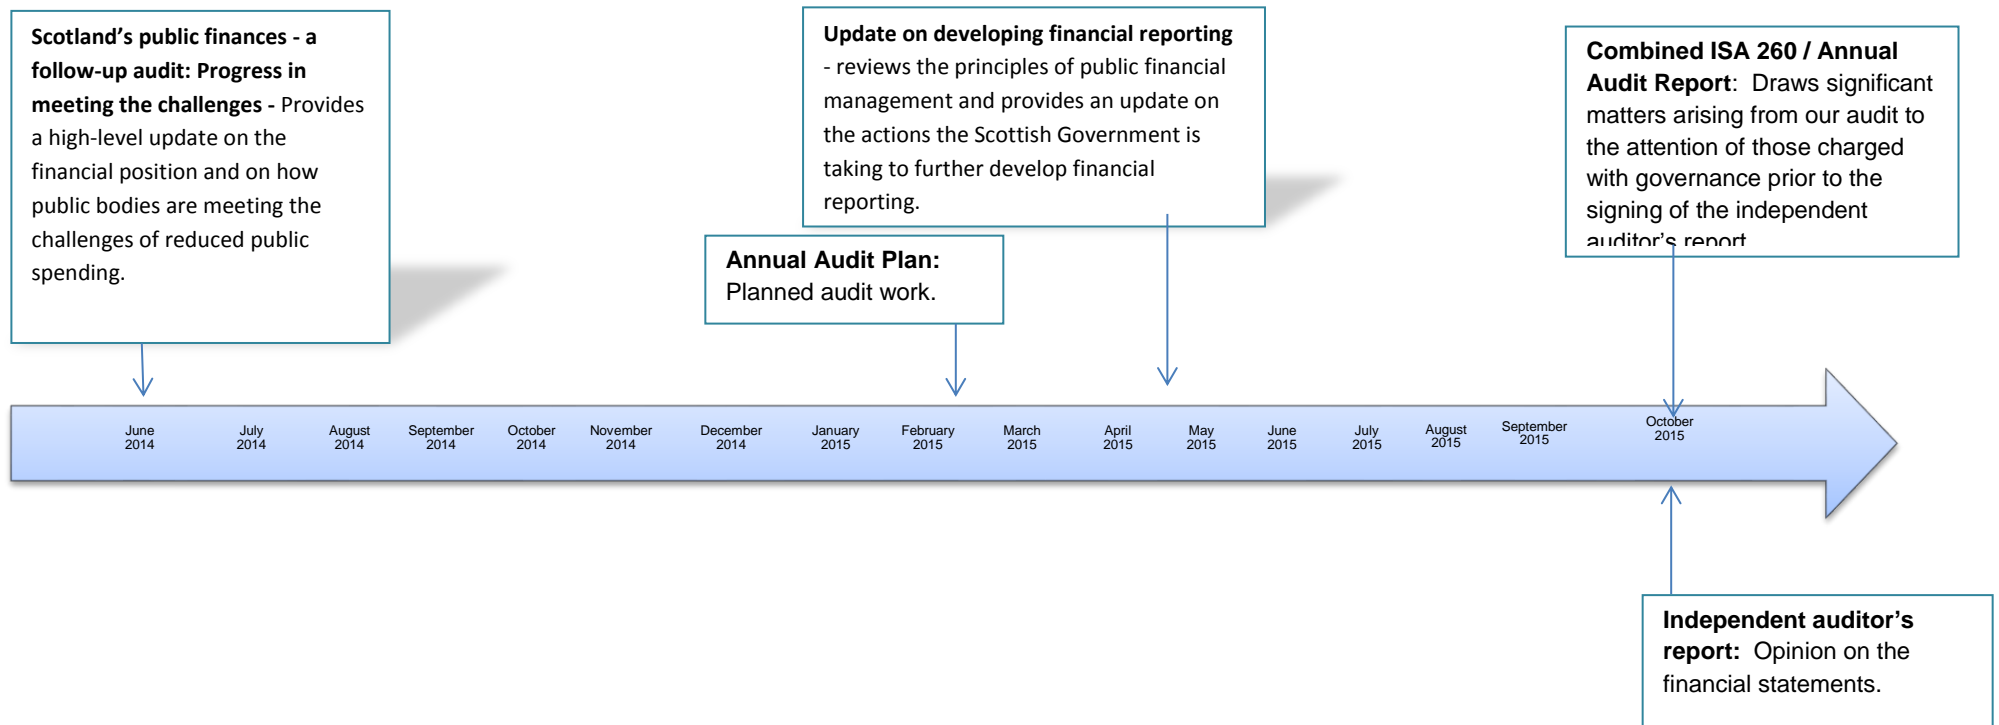 Scotland’s public finances - a
follow-up audit: Progress in
meeting the challenges - Provides
a high-level update on the
financial position and on how
public bodies are meeting the
challenges of reduced public
spending.
Update on developing financial reporting
- reviews the principles of public financial
management and provides an update on
the actions the Scottish Government is
taking to further develop financial
reporting.
Annual Audit Plan:
Planned audit work.
Combined ISA 260 / Annual
Audit Report:  Draws significant
matters arising from our audit to
the attention of those charged
with governance prior to the
signing of the independent
auditor’s report
June
2014
July
2014
August
2014
September
2014
October
2014
November
2014
December
2014
January
2015
February
2015
March
2015
April
2015
May
2015
June
2015
July
2015
August
2015
September
2015
October
2015
Independent auditor’s
report:  Opinion on the
financial statements.